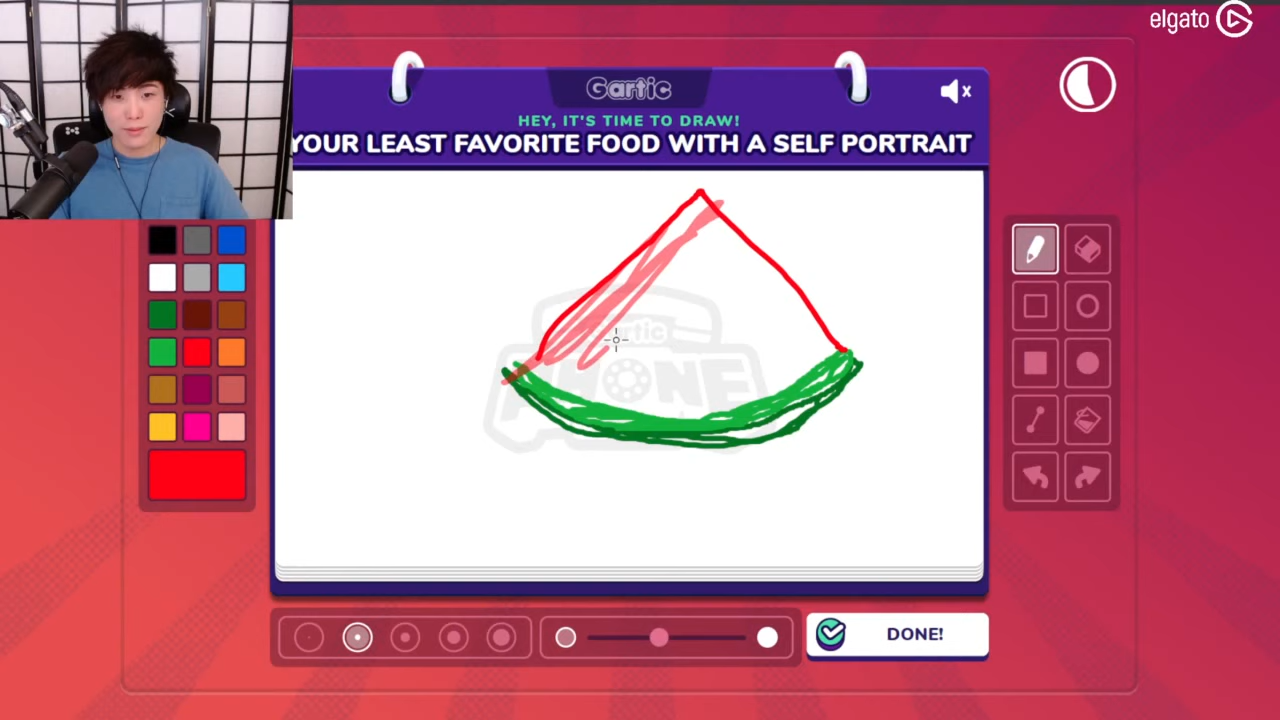 elgato
Gartic
HEY, IT'S TIME TO DRAW!
YOUR LEAST FAVORITE FOOD WITH A SELF PORTRAIT
DONE!